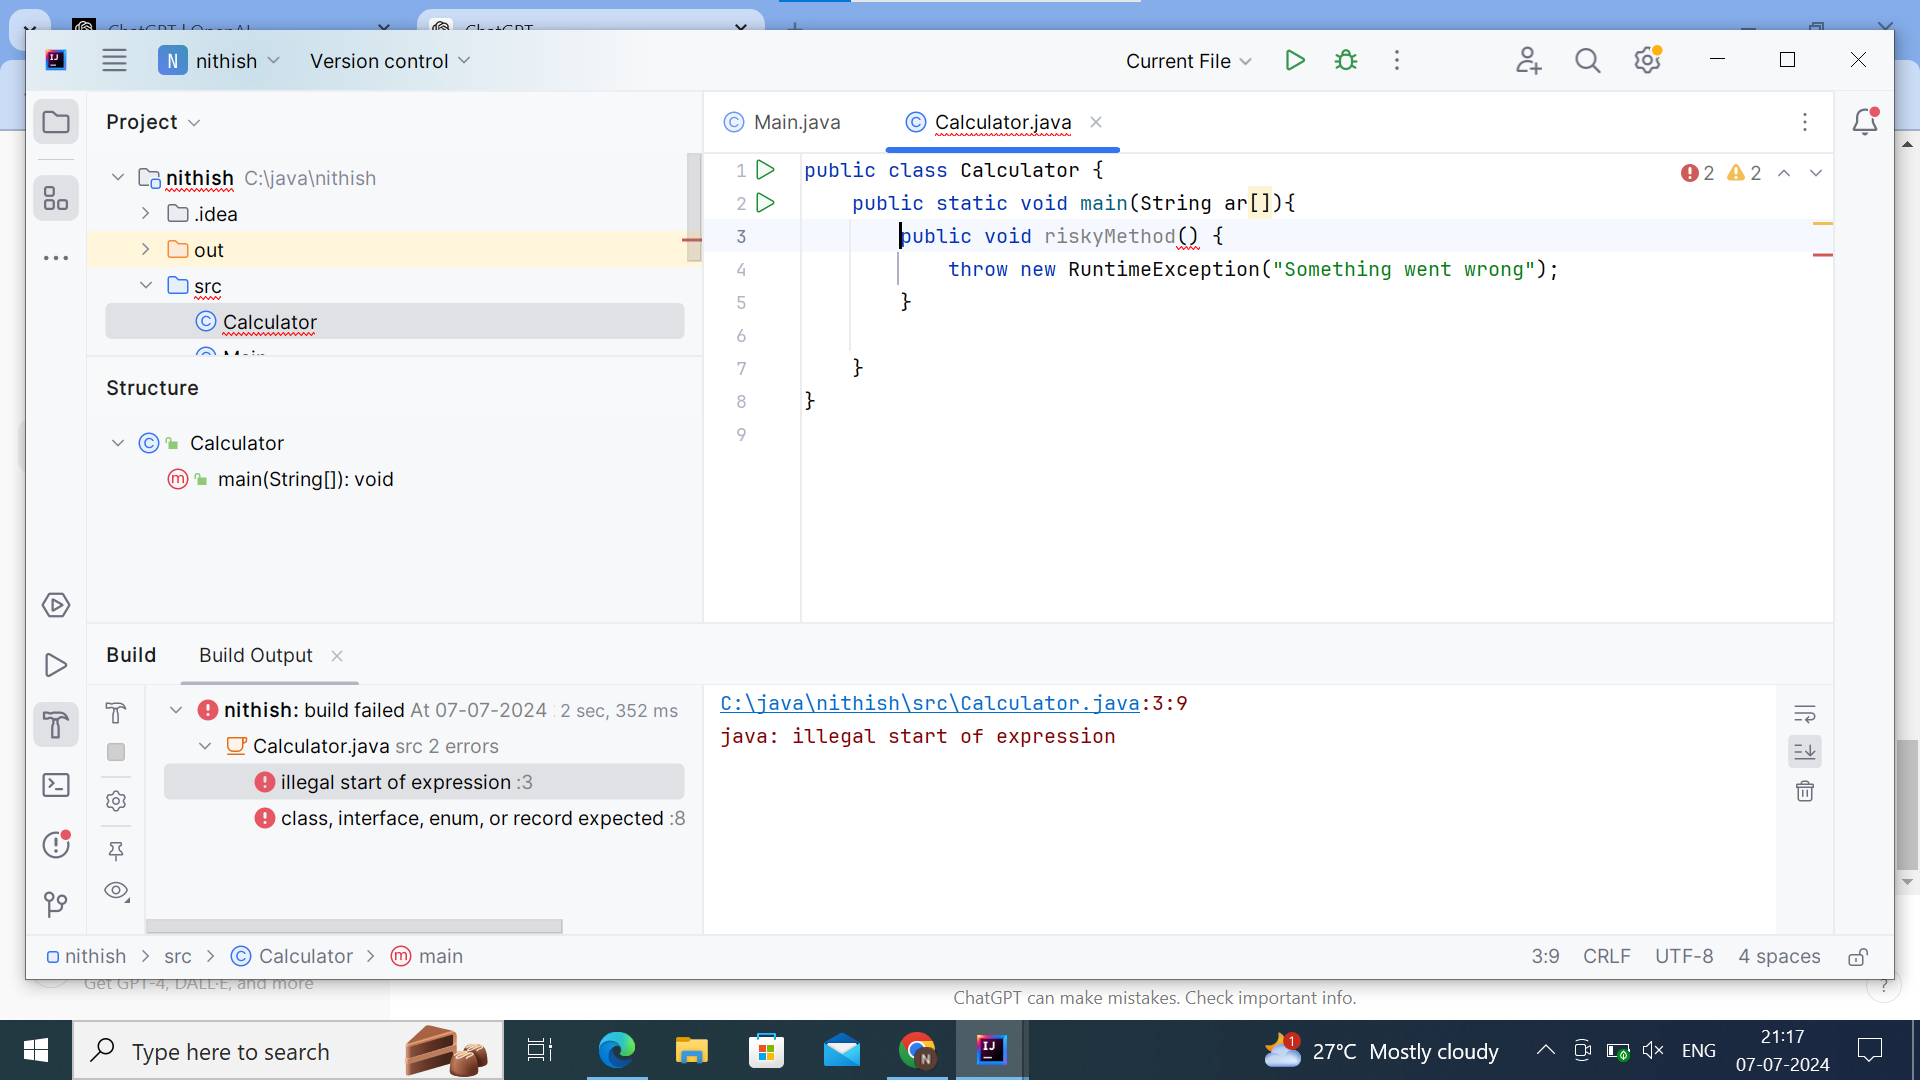 N nithish
Version control
Current File
Project
nithish C:\java\nithish
.idea
out
src
Calculator
Structure
Calculator
main(String[]): void
Main.java
Calculator.java
2 2
1 public class Calculator {
2 public static void main(String ar[]){
3 public void riskyMethod() {
4 throw new RuntimeException("Something went wrong");
5 }
6
7 }
8 }
9
Build
Build Output
nithish: build failed At 07-07-2024 2 sec, 352 ms
Calculator.java src 2 errors
illegal start of expression :3
class, interface, enum, or record expected :8
C:\java\nithish\src\Calculator.java:3:9
java: illegal start of expression
nithish > src > Calculator > main
3:9 CRLF UTF-8 4 spaces
Get GPT-4, DALL·E, and more
ChatGPT can make mistakes. Check important info.
?
Type here to search
N
IJ
1
27°C Mostly cloudy
ENG
21:17
07-07-2024